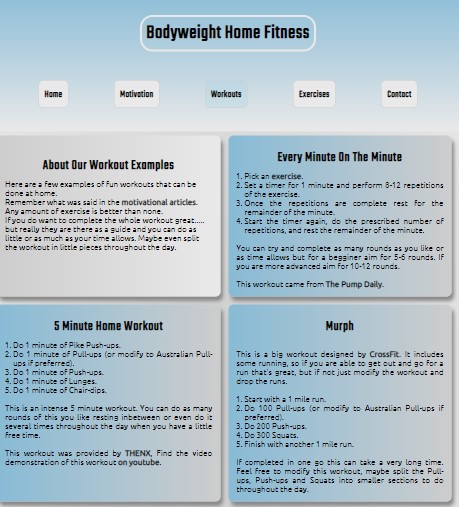 Bodyweight Home Fitness
Home Motivation Workouts Exercises Contact
About Our Workout Examples
Here are a few examples of fun workouts that can be
done at home.
Remember what was said in the motivational articles.
Any amount of exercise is better than none.
If you do want to complete the whole workout great.....
but really they are there as a guide and you can do as
little or as much as your time allows. Maybe even split
the workout in little pieces throughout the day.
Every Minute On The Minute
1. Pick an exercise.
2. Set a timer for 1 minute and perform 8-12 repetitions
of the exercise.
3. Once the repetitions are complete rest for the
remainder of the minute.
4. Start the timer again, do the prescribed number of
repetitions, and rest the remainder of the minute.
You can try and complete as many rounds as you like or
as time allows but for a begginer aim for 5-6 rounds. If
you are more advanced aim for 10-12 rounds.
This workout came from The Pump Daily.
5 Minute Home Workout
1. Do 1 minute of Pike Push-ups.
2. Do 1 minute of Pull-ups (or modify to Australian Pull-
ups if preferred).
3. Do 1 minute of Push-ups.
4. Do 1 minute of Lunges.
5. Do 1 minute of Chair-dips.
This is an intense 5 minute workout. You can do as many
rounds of this you like resting inbetween or even do it
several times throughout the day when you have a little
free time.
This workout was provided by THENX, Find the video
demonstration of this workout on youtube.
Murph
This is a big workout designed by CrossFit. It includes
some running, so if you are able to get out and go for a
run that's great, but if not just modify the workout and
drop the runs.
1. Start with a 1 mile run.
2. Do 100 Pull-ups (or modify to Australian Pull-ups if
preferred).
3. Do 200 Push-ups.
4. Do 300 Squats.
5. Finish with another 1 mile run.
If completed in one go this can take a very long time.
Feel free to modify this workout, maybe split the Pull-
ups, Push-ups and Squats into smaller sections to do
throughout the day.